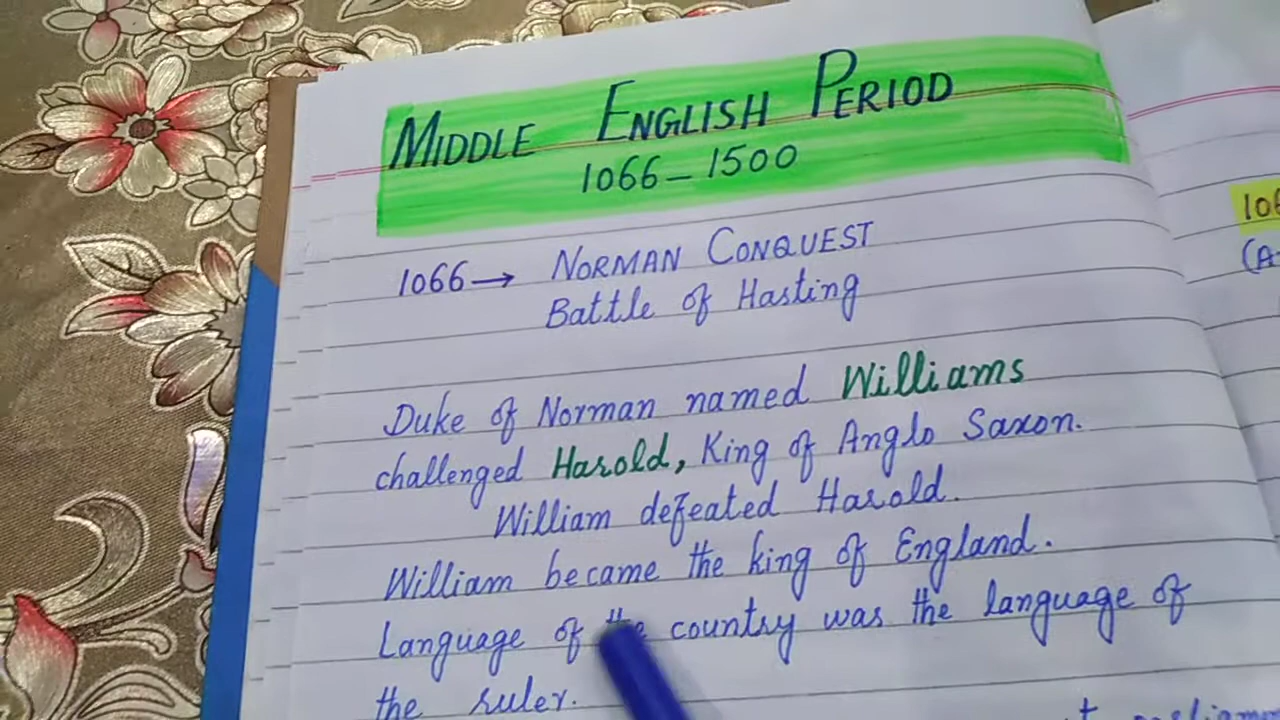 MIDDLE ENGLISH PERIOD
1066 – 1500
1066 → NORMAN CONQUEST
Battle of Hasting
Duke of Norman named Williams
challenged Harold, King of Anglo Saxon.
William defeated Harold.
William became the king of England.
Language of the country was the language of
the ruler.